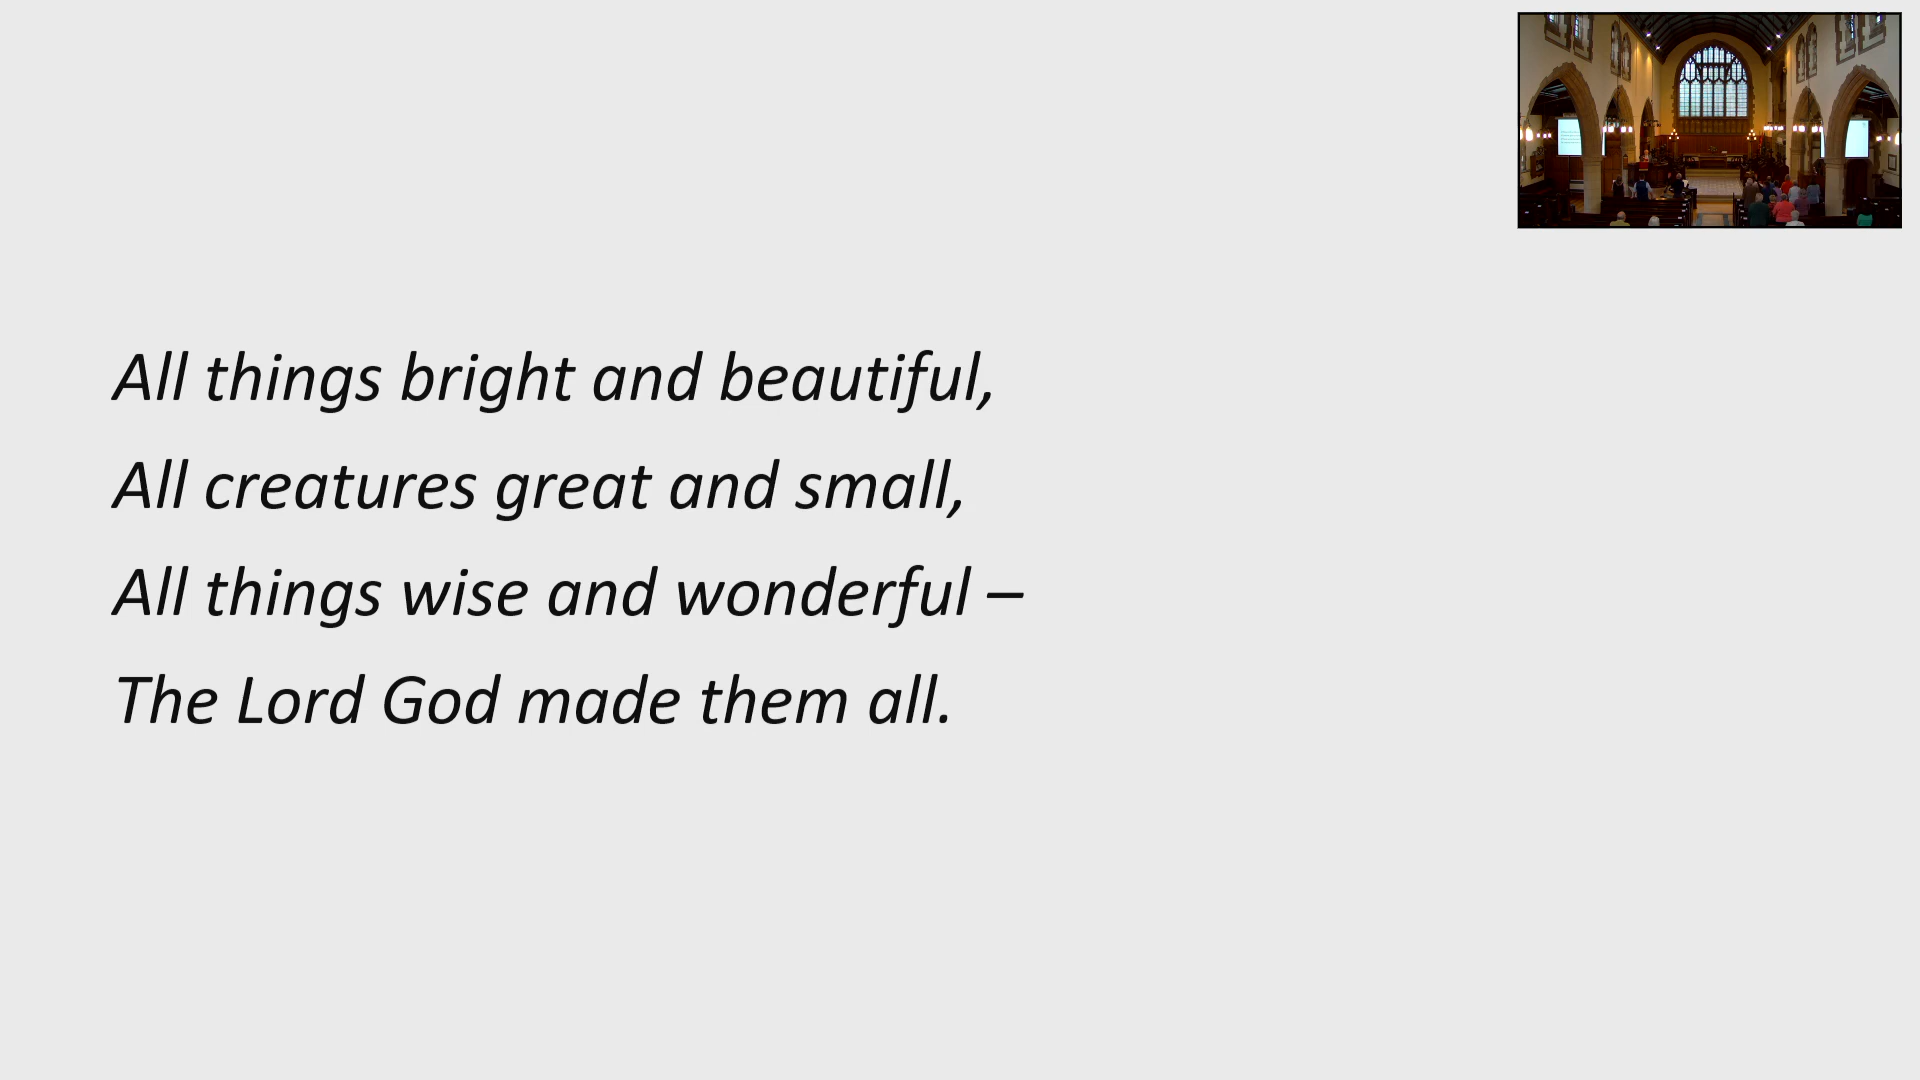 All things bright and beautiful,
All creatures great and small,
All things wise and wonderful –
The Lord God made them all.